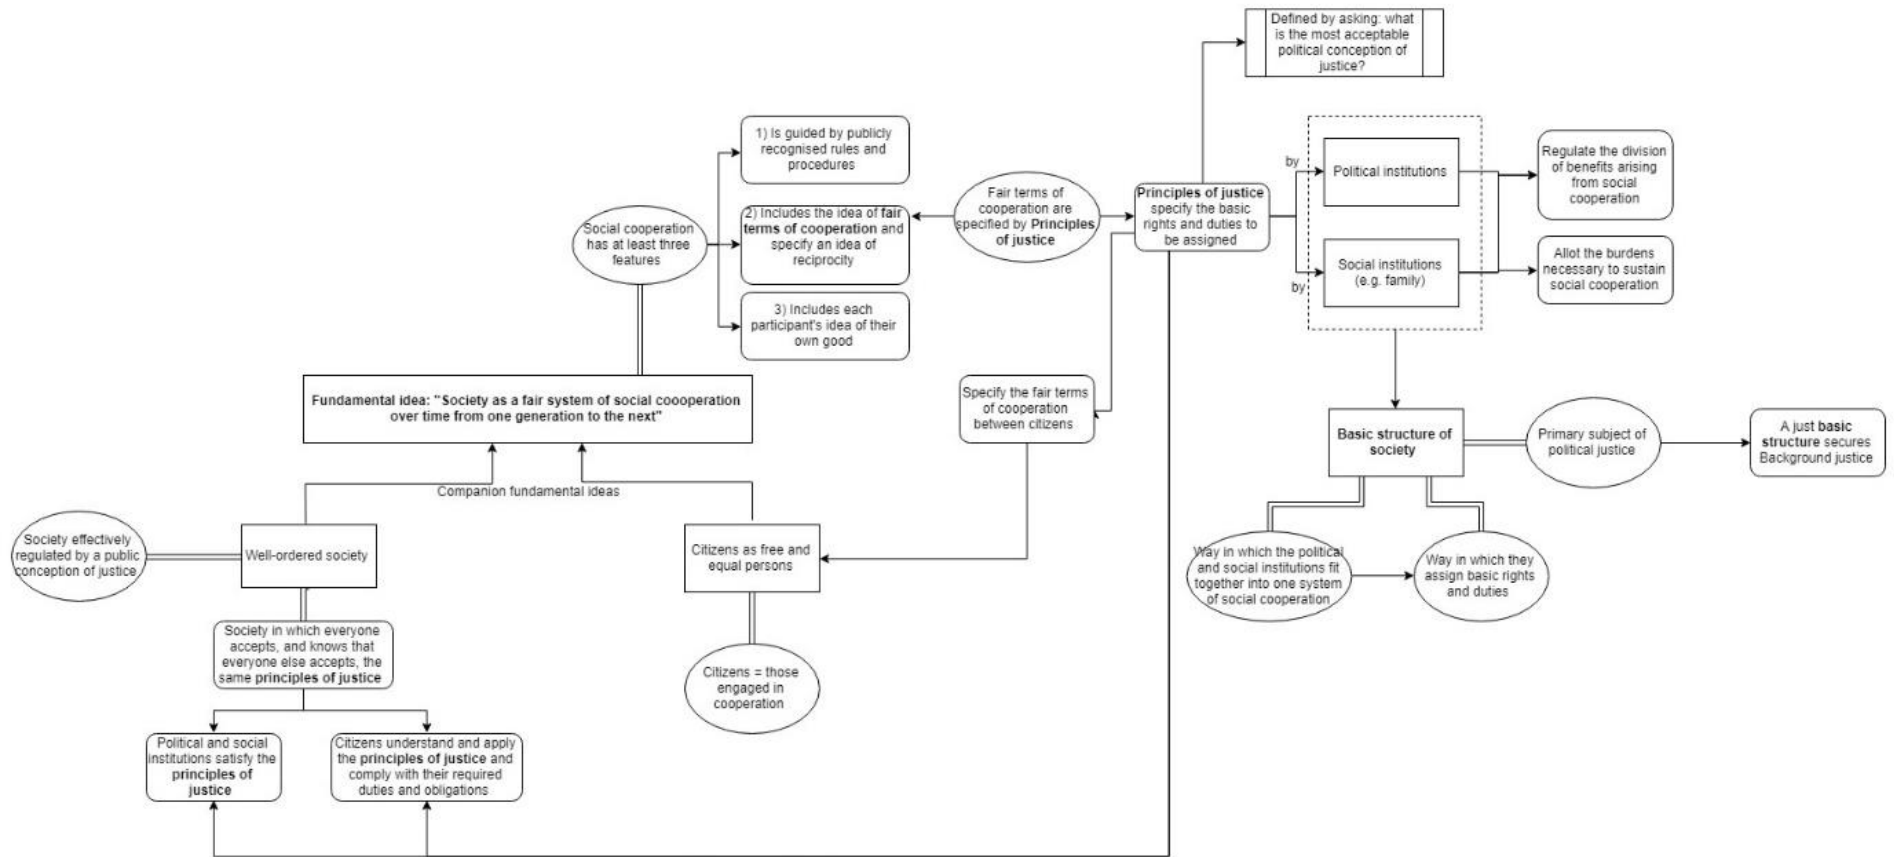 Defined by asking: what
is the most acceptable
political conception of
justice?
1) Is guided by publicly
recognised rules and
procedures
Social cooperation
has at least three
features
2) Includes the idea of fair
terms of cooperation and
specify an idea of
reciprocity
3) Includes each
participant's idea of their
own good
Fair terms of
cooperation are
specified by Principles
of justice
Principles of justice
specify the basic
rights and duties to
be assigned
by
Political institutions
by
Social institutions
(e.g. family)
Regulate the division
of benefits arising
from social
cooperation
Allot the burdens
necessary to sustain
social cooperation
Fundamental idea: "Society as a fair system of social coooperation
over time from one generation to the next"
Specify the fair terms
of cooperation
between citizens
Basic structure of
society
Primary subject of
political justice
A just basic
structure secures
Background justice
Companion fundamental ideas
Society effectively
regulated by a public
conception of justice
Well-ordered society
Citizens as free and
equal persons
Way in which the political
and social institutions fit
together into one system
of social cooperation
Way in which they
assign basic rights
and duties
Society in which everyone
accepts, and knows that
everyone else accepts, the
same principles of justice
Citizens = those
engaged in
cooperation
Political and social
institutions satisfy the
principles of
justice
Citizens understand and apply
the principles of justice and
comply with their required
duties and obligations